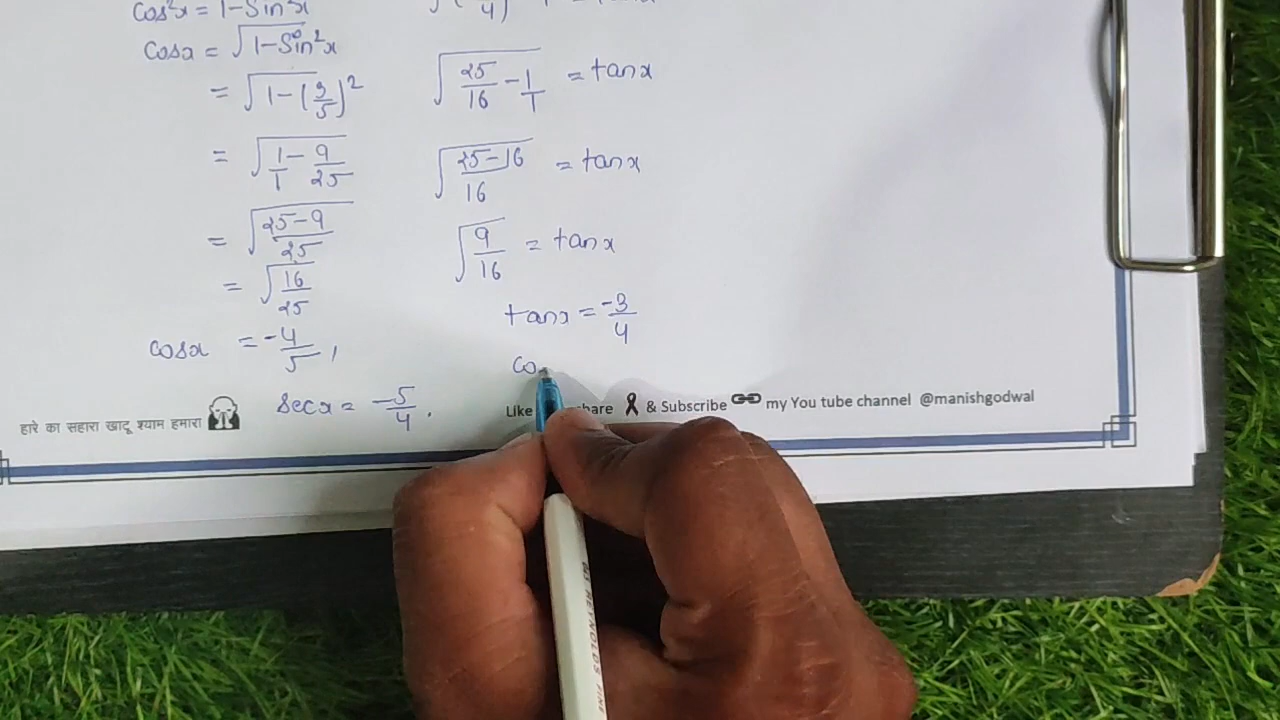 cos²x = 1 - Sin²x
Cosx = √1 - Sin²x
= √1 - (3/5)²
= √1/1 - 9/25
= √25-9/25
= √16/25
cosx = -4/5,
Secx = -5/4.
√25/16 - 1/1 = tanx
√25-16/16 = tanx
√9/16 = tanx
tanx = -3/4
co
हारे का सहारा खाटू श्याम हमारा
Like hare & Subscribe my You tube channel @manishgodwal